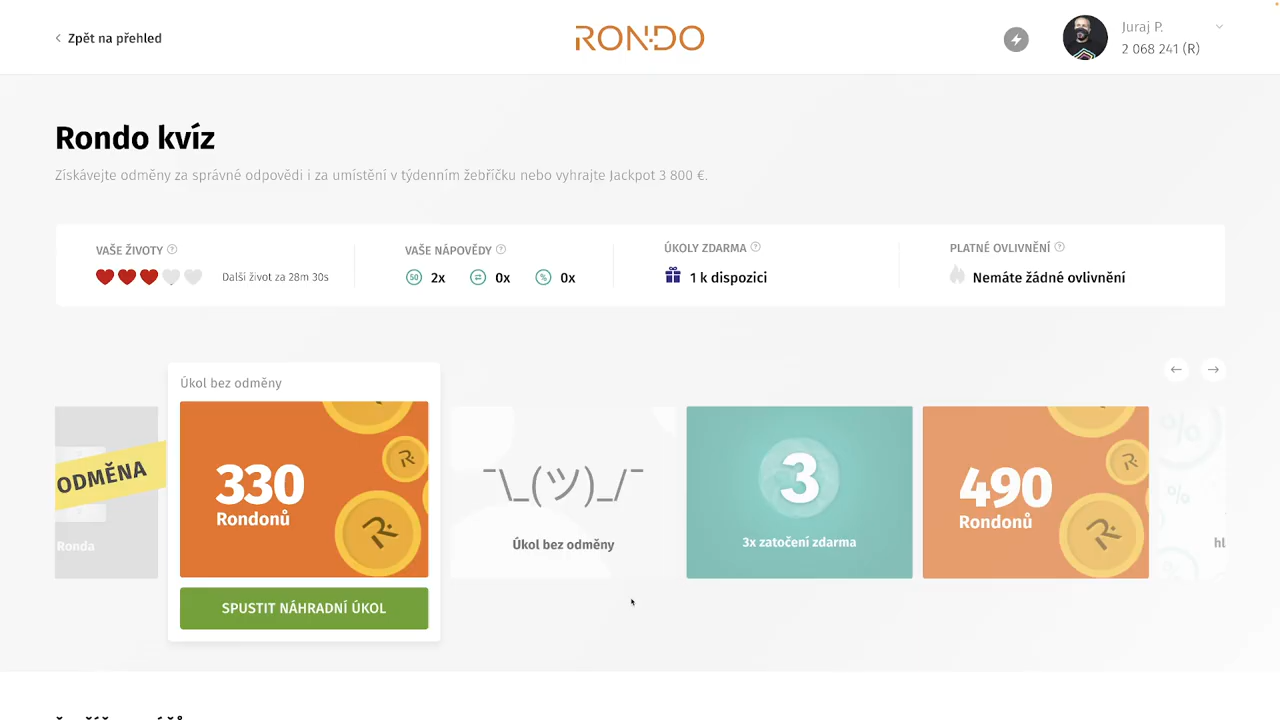 Zpět na přehled
RONDO
Juraj P.
2 068 241 (R)
Rondo kvíz
Získávejte odměny za správné odpovědi i za umístění v týdenním žebříčku nebo vyhrajte Jackpot 3 800 €.
VAŠE ŽIVOTY ?
Další život za 28m 30s
VAŠE NÁPOVĚDY ?
50 2x 0x % 0x
ÚKOLY ZDARMA ?
1 k dispozici
PLATNÉ OVLIVNĚNÍ ?
Nemáte žádné ovlivnění
← →
ODMĚNA
Ronda
Úkol bez odměny
330
Rondonů
SPUSTIT NÁHRADNÍ ÚKOL
¯\_(ツ)_/¯
Úkol bez odměny
3
3x zatočení zdarma
490
Rondonů
%
%
hl